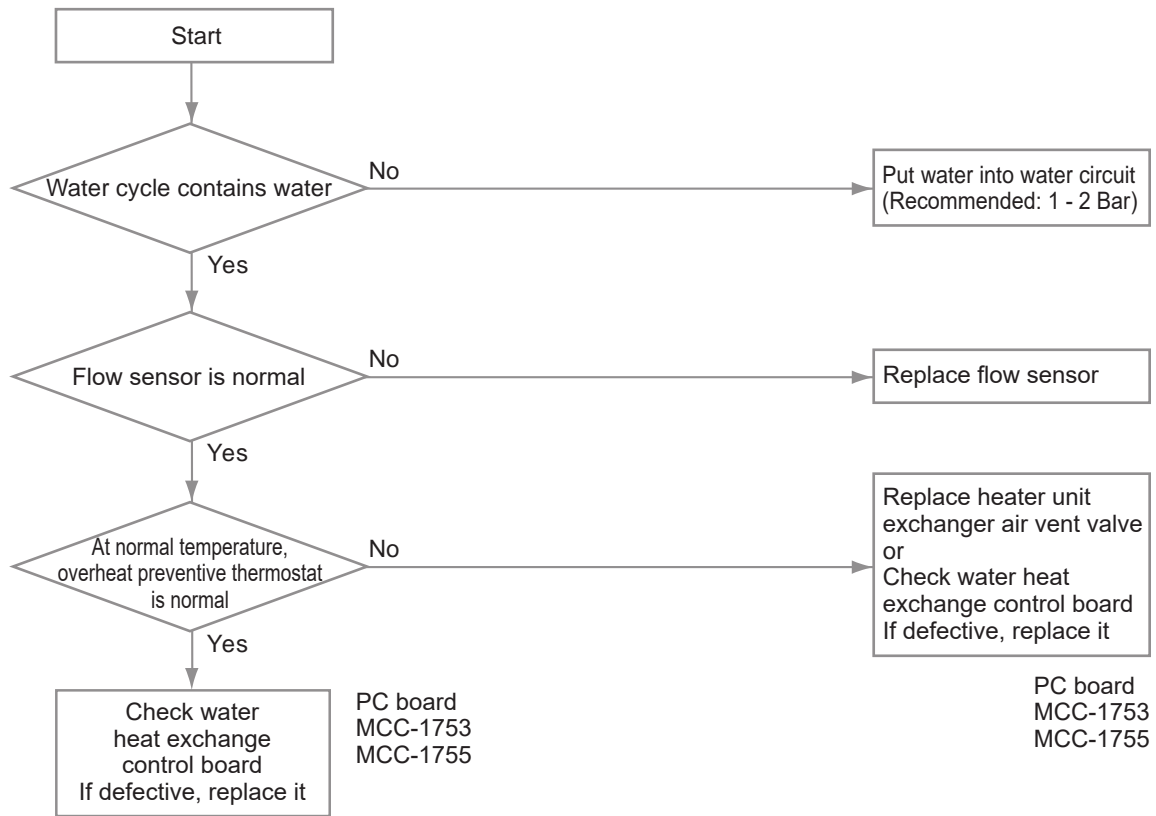 Start
Water cycle contains water
No
Put water into water circuit
(Recommended: 1 - 2 Bar)
Yes
Flow sensor is normal
No
Replace flow sensor
Yes
At normal temperature,
overheat preventive thermostat
is normal
No
Replace heater unit
exchanger air vent valve
or
Check water heat
exchange control board
If defective, replace it
Yes
Check water
heat exchange
control board
If defective, replace it
PC board
MCC-1753
MCC-1755
PC board
MCC-1753
MCC-1755